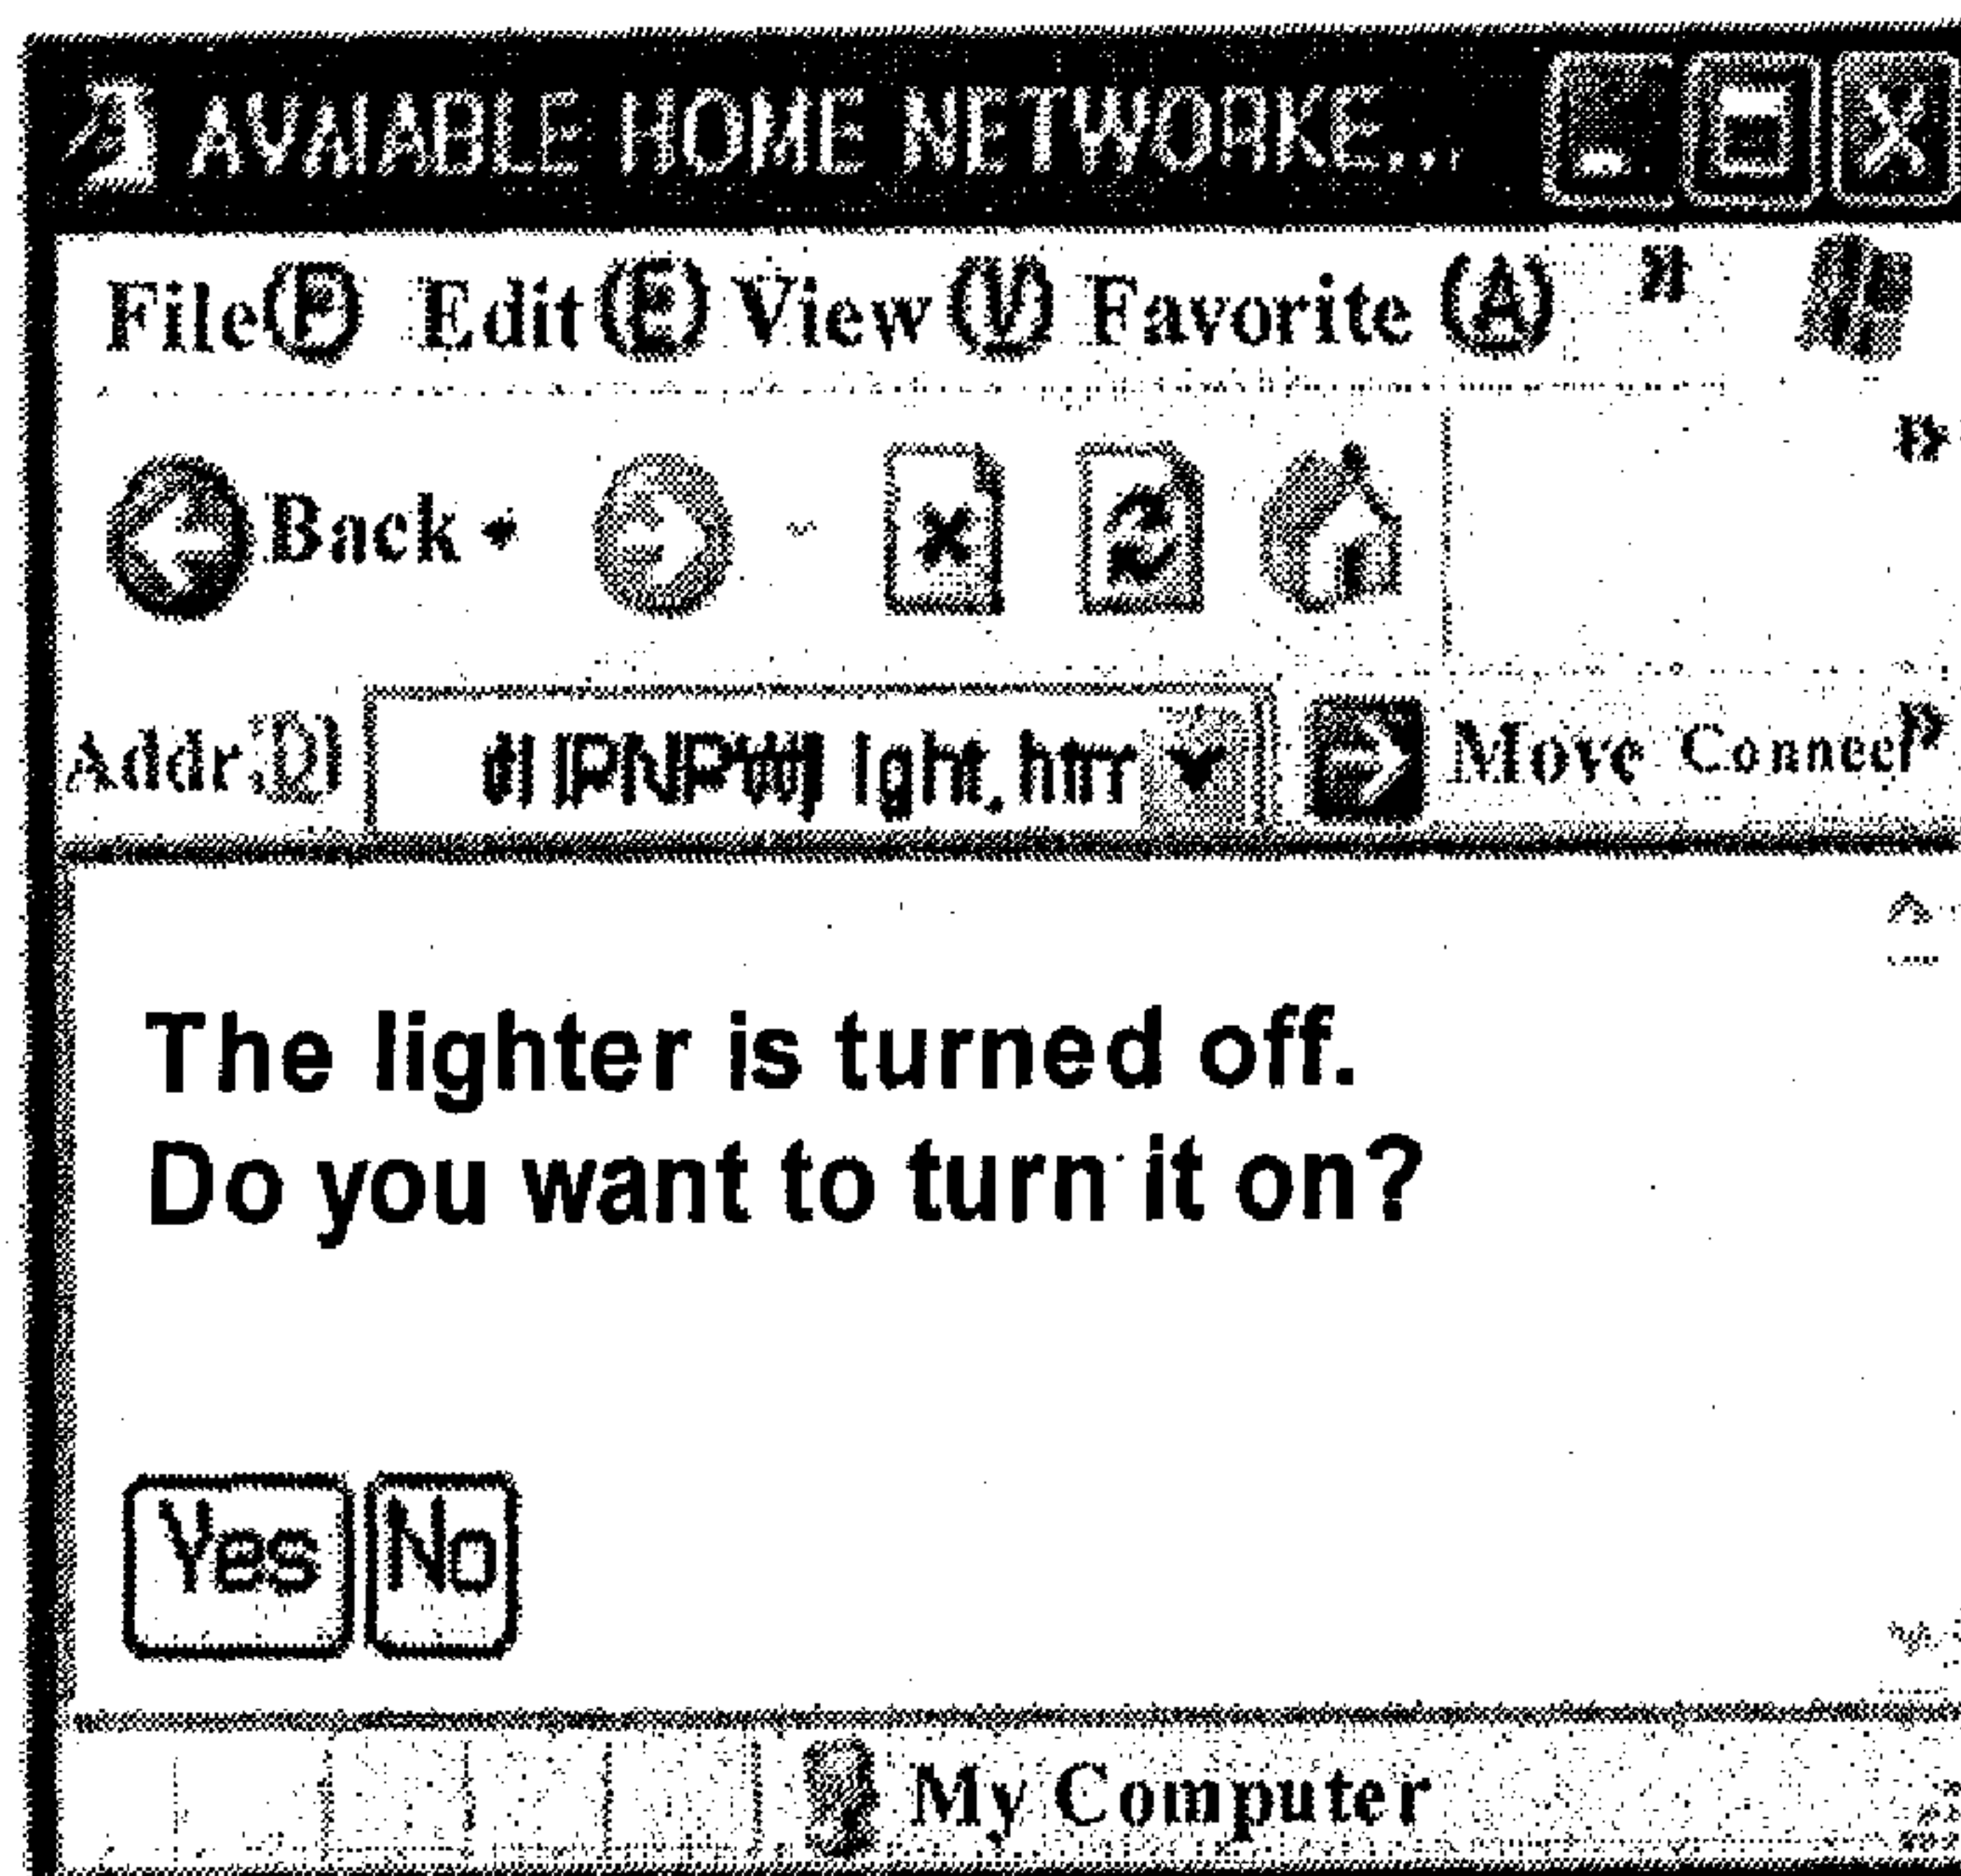 AVAIABLE HOME NETWORKE...
File(F) Edit(E) View(V) Favorite (A) »
Back
Addr(D) light.htm Move Connect »
The lighter is turned off.
Do you want to turn it on?
Yes No
My Computer